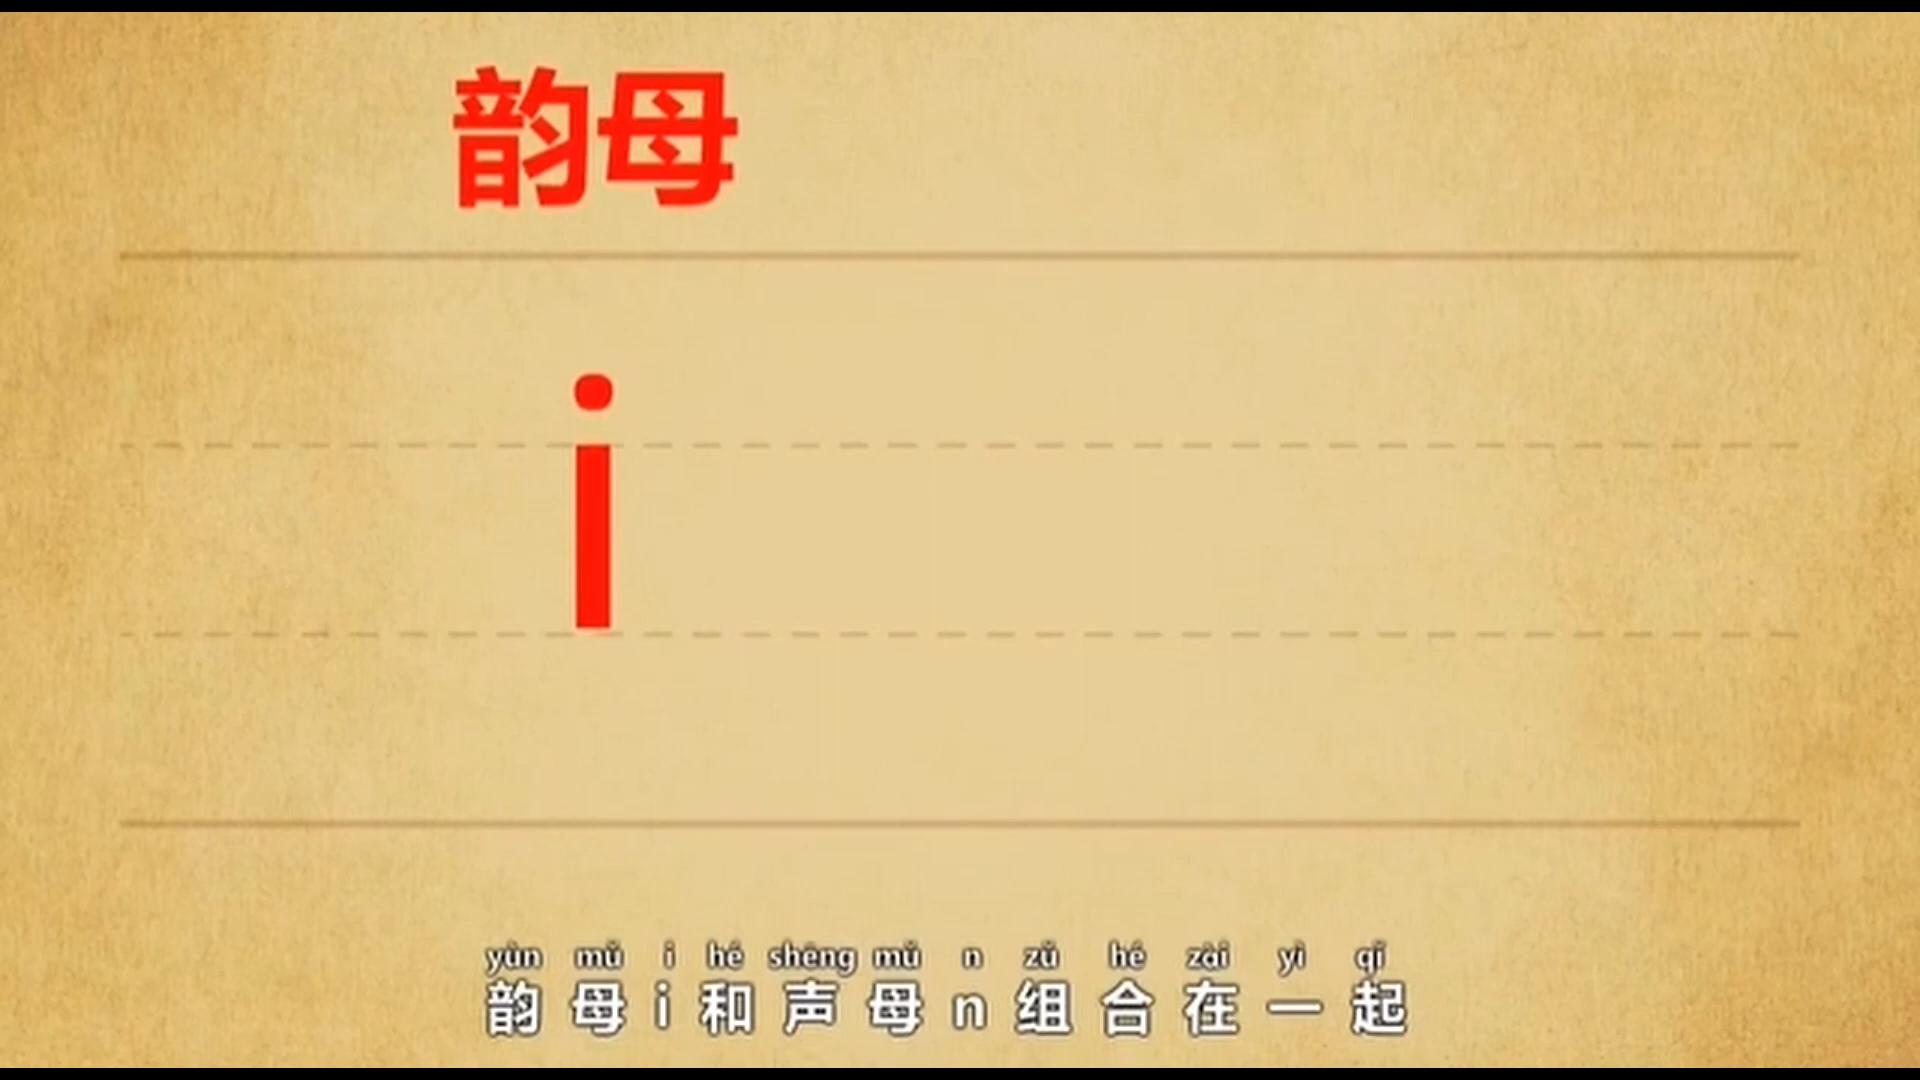 韵母
i
yùn mǔ i hé shēng mǔ n zǔ hé zài yì qǐ
韵母i和声母n组合在一起